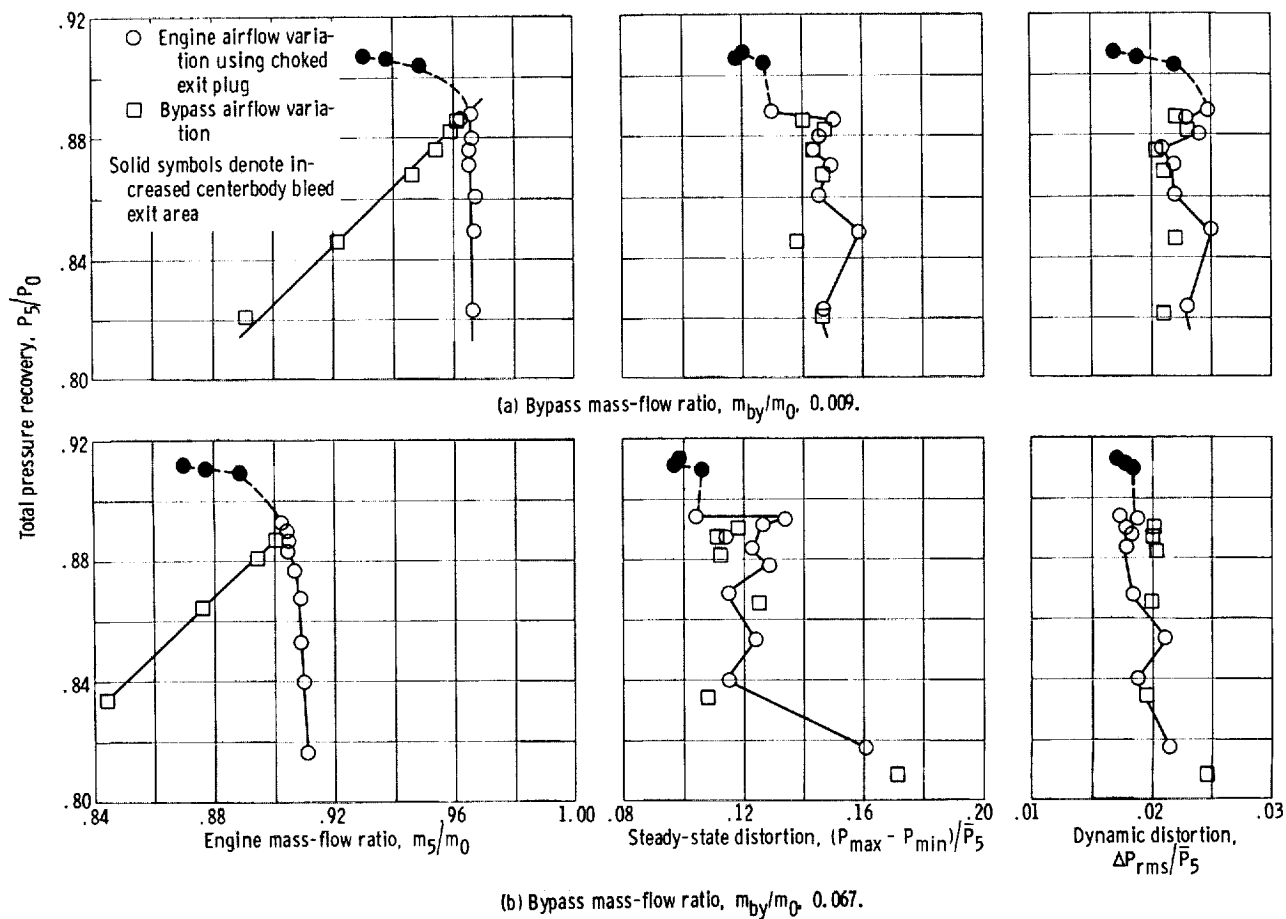 .92
Engine airflow varia-
tion using choked
exit plug
Bypass airflow varia-
tion
Solid symbols denote in-
creased centerbody bleed
exit area
.88
.84
.80
(a) Bypass mass-flow ratio, m_by/m_0, 0.009.
Total pressure recovery, P_5/P_0
.92
.88
.84
.80
.84 .88 .92 .96 1.00
Engine mass-flow ratio, m_5/m_0
.08 .12 .16 .20
Steady-state distortion, (P_max - P_min)/P̄_5
.01 .02 .03
Dynamic distortion,
ΔP_rms/P̄_5
(b) Bypass mass-flow ratio, m_by/m_0, 0.067.